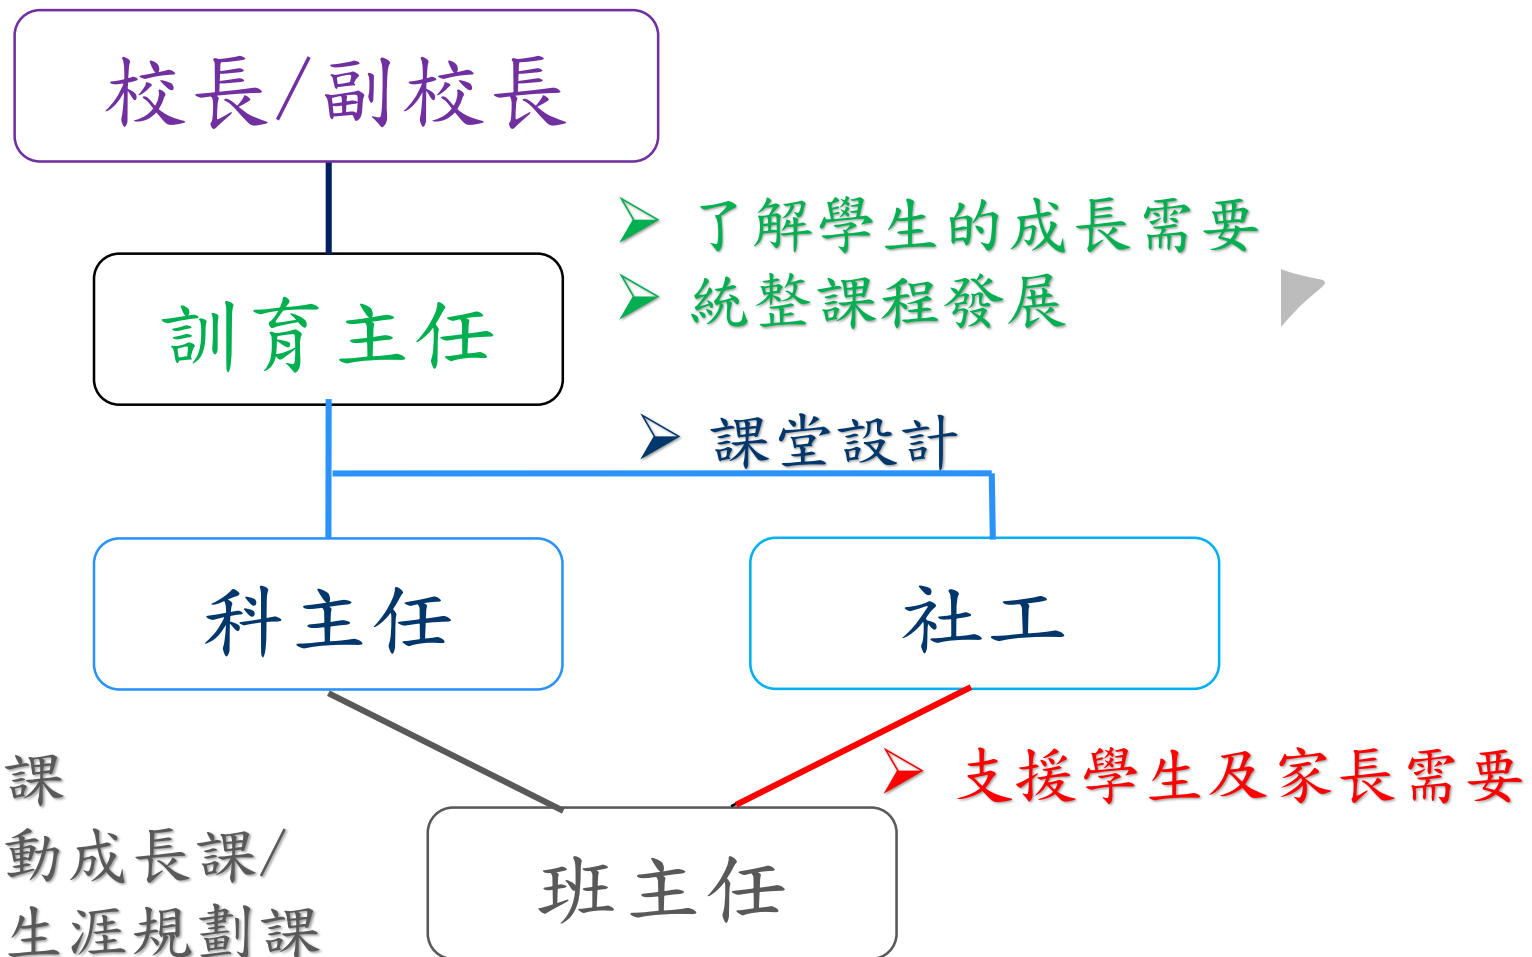 校長/副校長
➢ 了解學生的成長需要
➢ 統整課程發展
訓育主任
➢ 課堂設計
科主任
社工
➢ 支援學生及家長需要
課
動成長課/
生涯規劃課
班主任